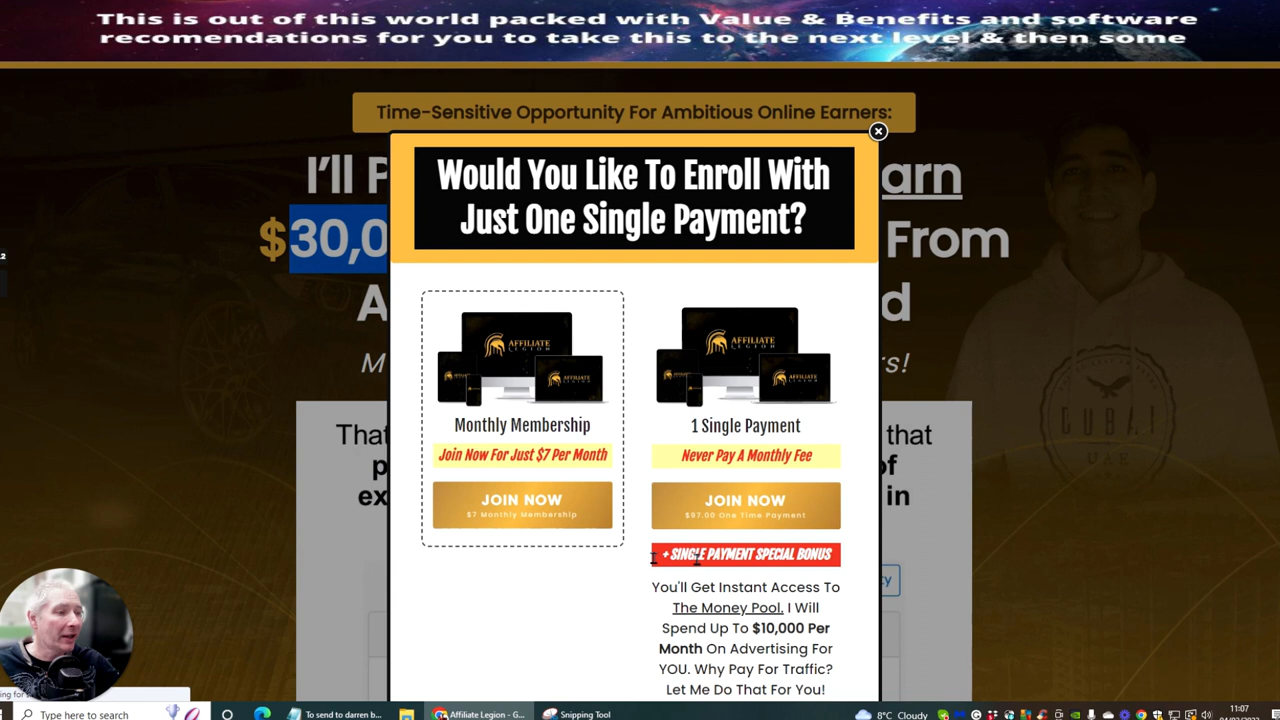 This is out of this world packed with Value & Benefits and software
recomendations for you to take this to the next level & then some
Time-Sensitive Opportunity For Ambitious Online Earners:
I'll P
arn
$30,0
From
A
d
M
rs!
Would You Like To Enroll With
Just One Single Payment?
That
that
p
of
ex
in
AFFILIATE
LEGION
AFFILIATE
LEGION
Monthly Membership
Join Now For Just $7 Per Month
JOIN NOW
$7 Monthly Membership
1 Single Payment
Never Pay A Monthly Fee
JOIN NOW
$97.00 One Time Payment
+ SINGLE PAYMENT SPECIAL BONUS
You'll Get Instant Access To
The Money Pool. I Will
Spend Up To $10,000 Per
Month On Advertising For
YOU. Why Pay For Traffic?
Let Me Do That For You!
ty
DUBAI
UAE
ng for
Type here to search
To send to darren b...
Affiliate Legion - G...
Snipping Tool
8°C Cloudy
11:07